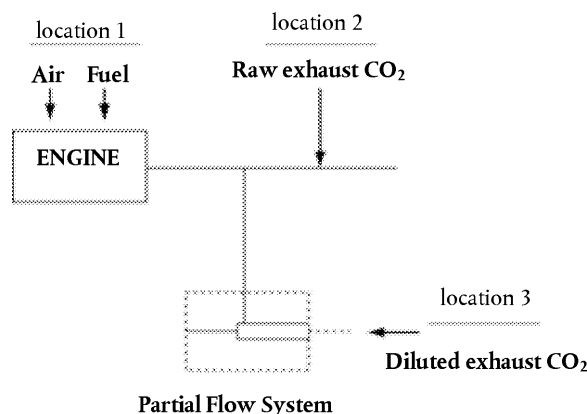 location 1
location 2
Air Fuel
Raw exhaust CO₂
ENGINE
location 3
Diluted exhaust CO₂
Partial Flow System